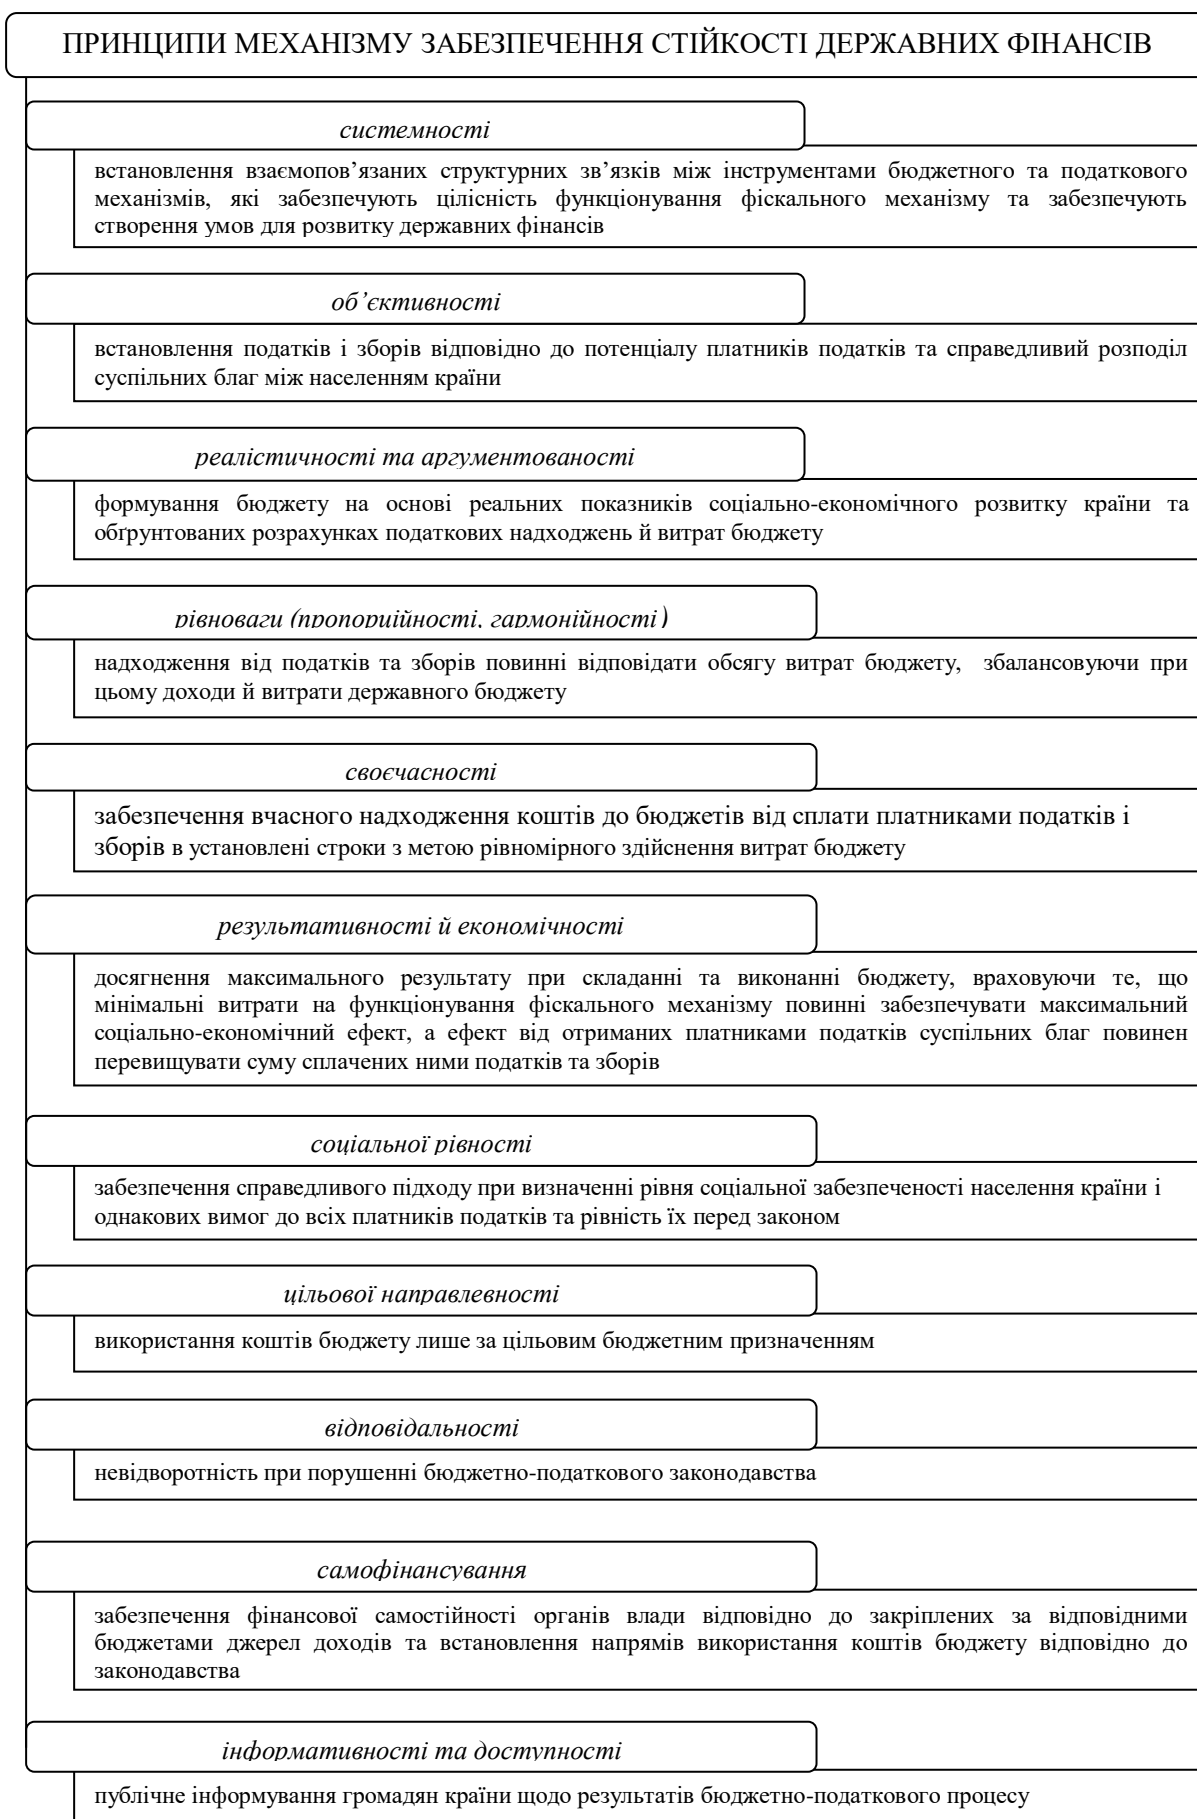 ПРИНЦИПИ МЕХАНІЗМУ ЗАБЕЗПЕЧЕННЯ СТІЙКОСТІ ДЕРЖАВНИХ ФІНАНСІВ
системності
встановлення взаємопов’язаних структурних зв’язків між інструментами бюджетного та податкового
механізмів, які забезпечують цілісність функціонування фіскального механізму та забезпечують
створення умов для розвитку державних фінансів
об’єктивності
встановлення податків і зборів відповідно до потенціалу платників податків та справедливий розподіл
суспільних благ між населенням країни
реалістичності та аргументованості
формування бюджету на основі реальних показників соціально-економічного розвитку країни та
обґрунтованих розрахунках податкових надходжень й витрат бюджету
рівноваги (пропорційності, гармонійності)
надходження від податків та зборів повинні відповідати обсягу витрат бюджету, збалансовуючи при
цьому доходи й витрати державного бюджету
своєчасності
забезпечення вчасного надходження коштів до бюджетів від сплати платниками податків і
зборів в установлені строки з метою рівномірного здійснення витрат бюджету
результативності й економічності
досягнення максимального результату при складанні та виконанні бюджету, враховуючи те, що
мінімальні витрати на функціонування фіскального механізму повинні забезпечувати максимальний
соціально-економічний ефект, а ефект від отриманих платниками податків суспільних благ повинен
перевищувати суму сплачених ними податків та зборів
соціальної рівності
забезпечення справедливого підходу при визначенні рівня соціальної забезпеченості населення країни і
однакових вимог до всіх платників податків та рівність їх перед законом
цільової направлевності
використання коштів бюджету лише за цільовим бюджетним призначенням
відповідальності
невідворотність при порушенні бюджетно-податкового законодавства
самофінансування
забезпечення фінансової самостійності органів влади відповідно до закріплених за відповідними
бюджетами джерел доходів та встановлення напрямів використання коштів бюджету відповідно до
законодавства
інформативності та доступності
публічне інформування громадян країни щодо результатів бюджетно-податкового процесу